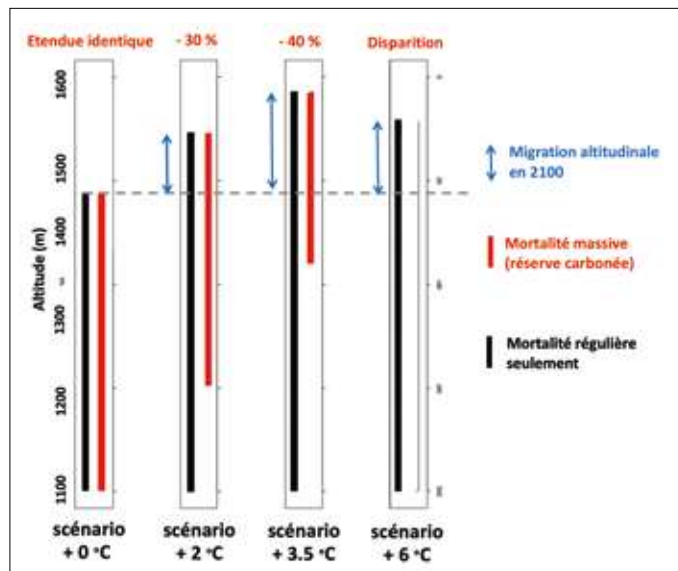 Etendue identique
- 30 %
- 40 %
Disparition
1600
1500
1400
1300
1200
1100
Altitude (m)
Migration altitudinale
en 2100
Mortalité massive
(réserve carbonée)
Mortalité régulière
seulement
scénario
+ 0 °C
scénario
+ 2 °C
scénario
+ 3.5 °C
scénario
+ 6 °C